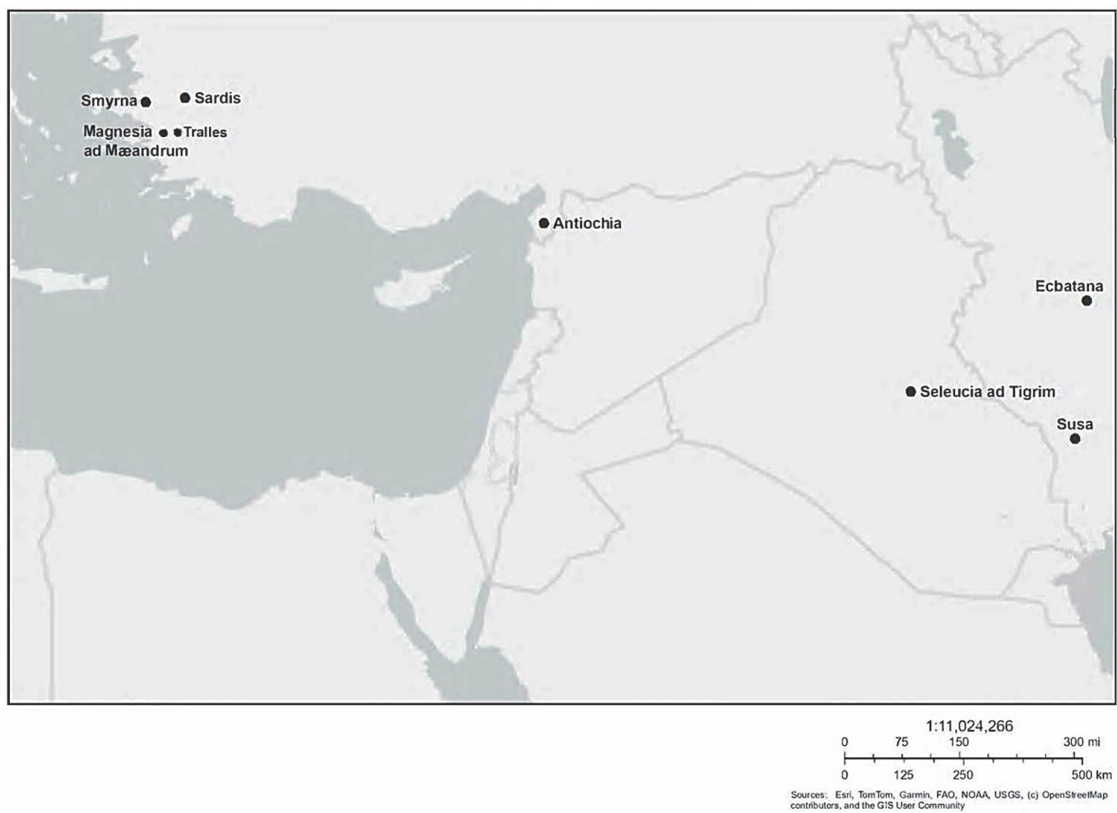 Smyrna
Sardis
Magnesia
ad Mæandrum
Tralles
Antiochia
Ecbatana
Seleucia ad Tigrim
Susa
1:11,024,266
0 75 150 300 mi
0 125 250 500 km
Sources: Esri, TomTom, Garmin, FAO, NOAA, USGS, (c) OpenStreetMap
contributors, and the GIS User Community